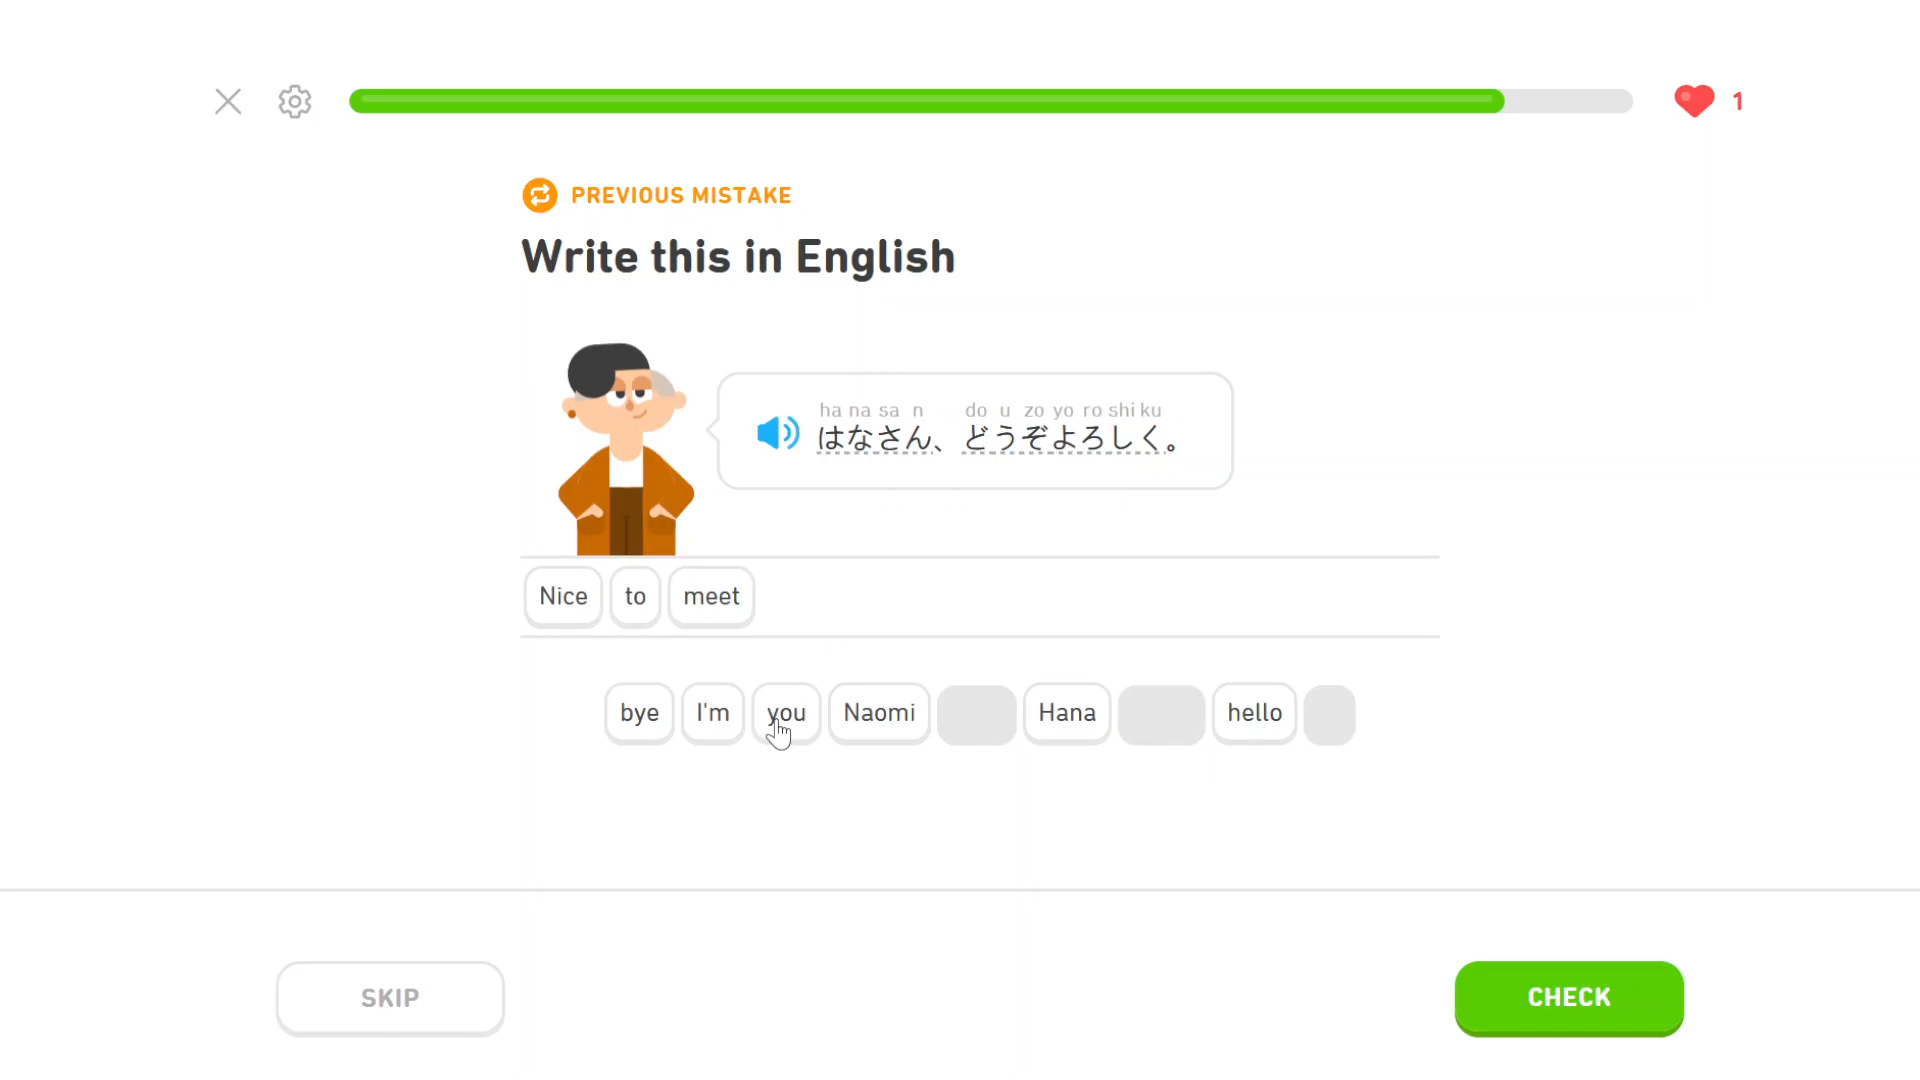 1
PREVIOUS MISTAKE
Write this in English
ha na sa n do u zo yo ro shi ku
はなさん、どうぞよろしく。
Nice to meet
bye I'm you Naomi Hana hello
SKIP CHECK